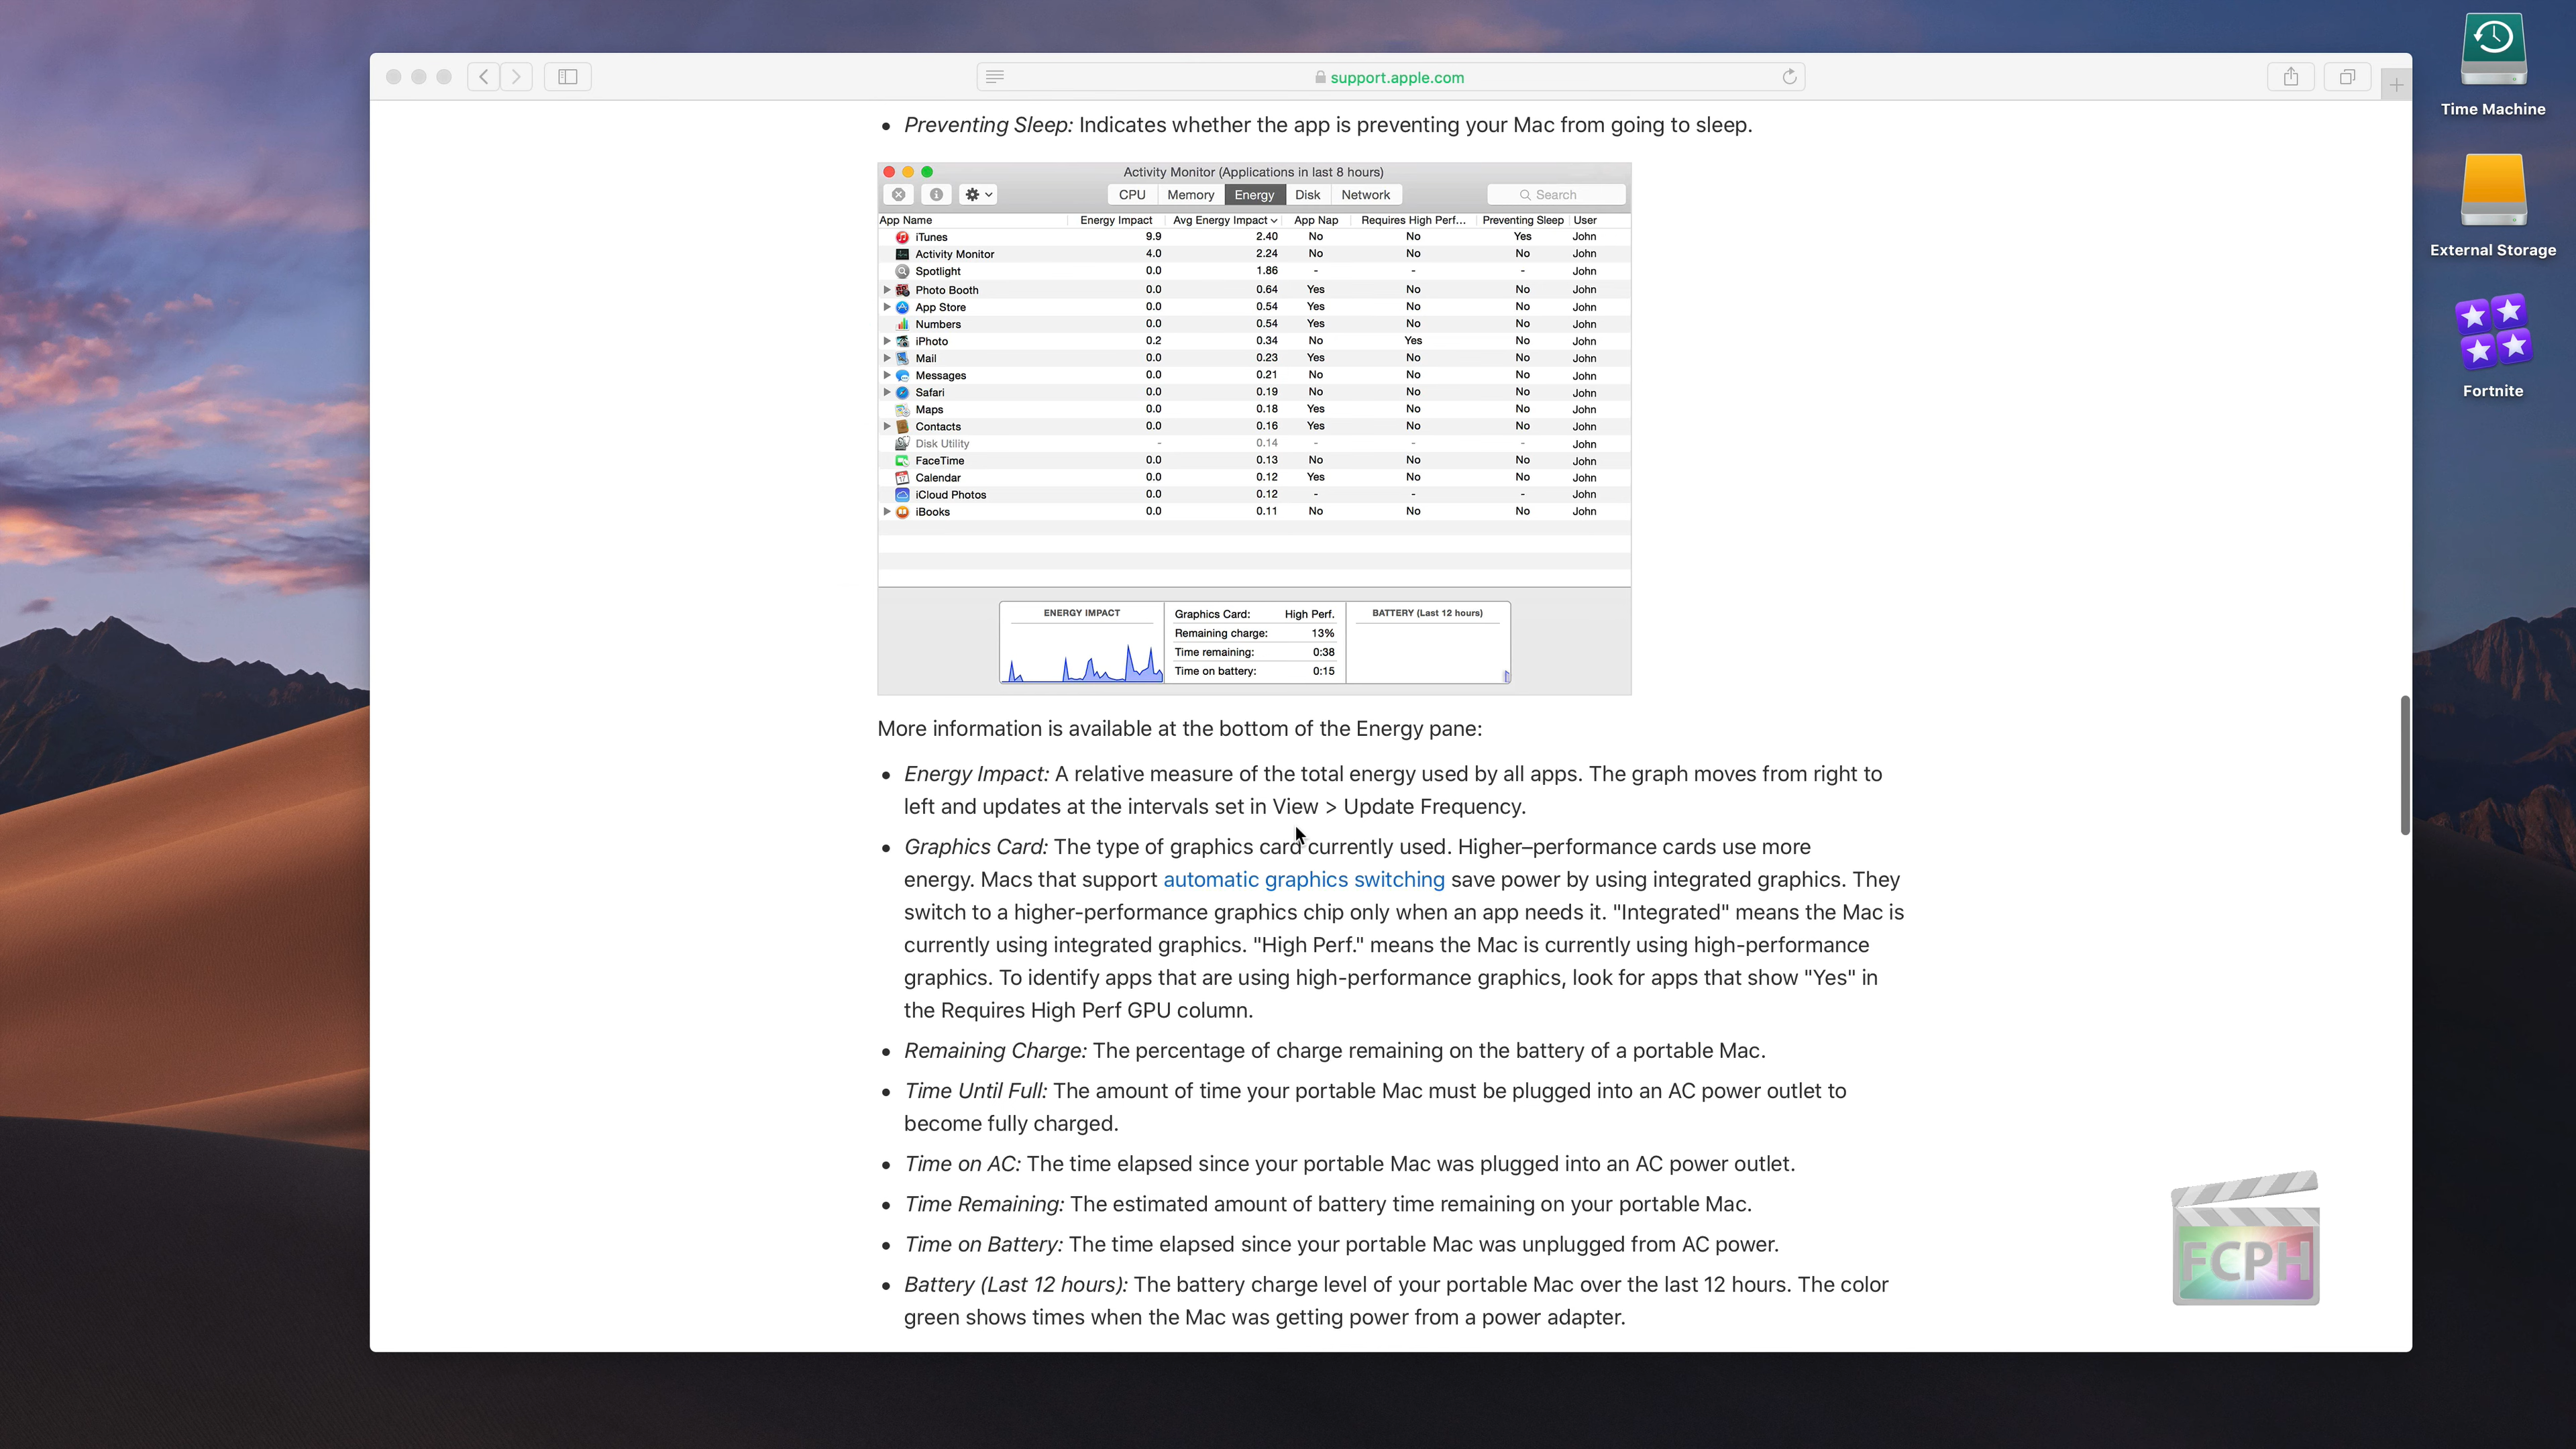 support.apple.com
Time Machine
External Storage
Fortnite
• Preventing Sleep: Indicates whether the app is preventing your Mac from going to sleep.
Activity Monitor (Applications in last 8 hours)
CPU Memory Energy Disk Network Search
App Name Energy Impact Avg Energy Impact App Nap Requires High Perf... Preventing Sleep User
iTunes 9.9 2.40 No No Yes John
Activity Monitor 4.0 2.24 No No No John
Spotlight 0.0 1.86 - - - John
Photo Booth 0.0 0.64 Yes No No John
App Store 0.0 0.54 Yes No No John
Numbers 0.0 0.54 Yes No No John
iPhoto 0.2 0.34 No Yes No John
Mail 0.0 0.23 Yes No No John
Messages 0.0 0.21 No No No John
Safari 0.0 0.19 No No No John
Maps 0.0 0.18 Yes No No John
Contacts 0.0 0.16 Yes No No John
Disk Utility - 0.14 - - - John
FaceTime 0.0 0.13 No No No John
Calendar 0.0 0.12 Yes No No John
iCloud Photos 0.0 0.12 - - - John
iBooks 0.0 0.11 No No No John
ENERGY IMPACT
Graphics Card: High Perf.
Remaining charge: 13%
Time remaining: 0:38
Time on battery: 0:15
BATTERY (Last 12 hours)
More information is available at the bottom of the Energy pane:
• Energy Impact: A relative measure of the total energy used by all apps. The graph moves from right to
left and updates at the intervals set in View > Update Frequency.
• Graphics Card: The type of graphics card currently used. Higher–performance cards use more
energy. Macs that support automatic graphics switching save power by using integrated graphics. They
switch to a higher-performance graphics chip only when an app needs it. "Integrated" means the Mac is
currently using integrated graphics. "High Perf." means the Mac is currently using high-performance
graphics. To identify apps that are using high-performance graphics, look for apps that show "Yes" in
the Requires High Perf GPU column.
• Remaining Charge: The percentage of charge remaining on the battery of a portable Mac.
• Time Until Full: The amount of time your portable Mac must be plugged into an AC power outlet to
become fully charged.
• Time on AC: The time elapsed since your portable Mac was plugged into an AC power outlet.
• Time Remaining: The estimated amount of battery time remaining on your portable Mac.
• Time on Battery: The time elapsed since your portable Mac was unplugged from AC power.
• Battery (Last 12 hours): The battery charge level of your portable Mac over the last 12 hours. The color
green shows times when the Mac was getting power from a power adapter.
FCPH